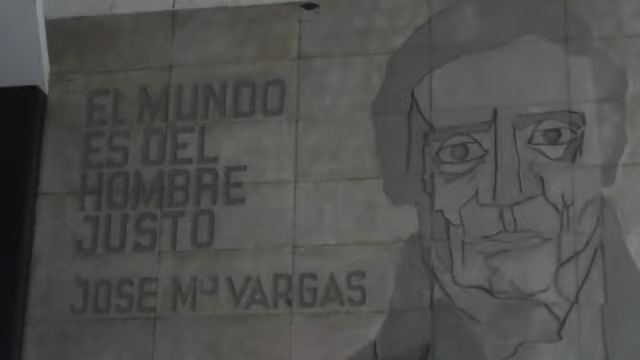 El MUNDO
ES DEL
HOMBRE
JUSTO
JOSE Mª VARGAS